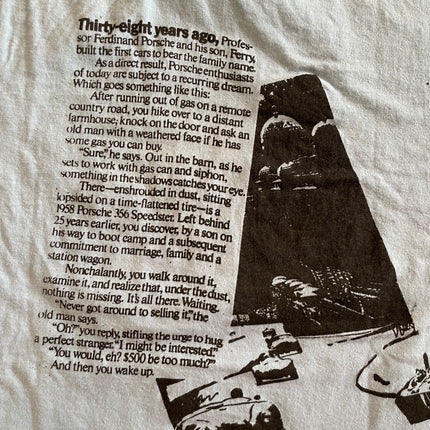 Thirty-eight years ago, Profes-
sor Ferdinand Porsche and his son, Ferry,
built the first cars to bear the family name.
As a direct result, Porsche enthusiasts
of today are subject to a recurring dream.
Which goes something like this:
After running out of gas on a remote
country road, you hike over to a distant
farmhouse, knock on the door and ask an
old man with a weathered face if he has
some gas you can buy.
"Sure," he says. Out in the barn, as he
sets to work with gas can and siphon,
something in the shadows catches your eye.
There—enshrouded in dust, sitting
lopsided on a time-flattened tire—is a
1958 Porsche 356 Speedster. Left behind
25 years earlier, you discover, by a son on
his way to boot camp and a subsequent
commitment to marriage, family and a
station wagon.
Nonchalantly, you walk around it,
examine it, and realize that, under the dust,
nothing is missing. It's all there. Waiting.
"Never got around to selling it," the
old man says.
"Oh?" you reply, stifling the urge to hug
a perfect stranger. "I might be interested."
"You would, eh? $500 be too much?"
And then you wake up.